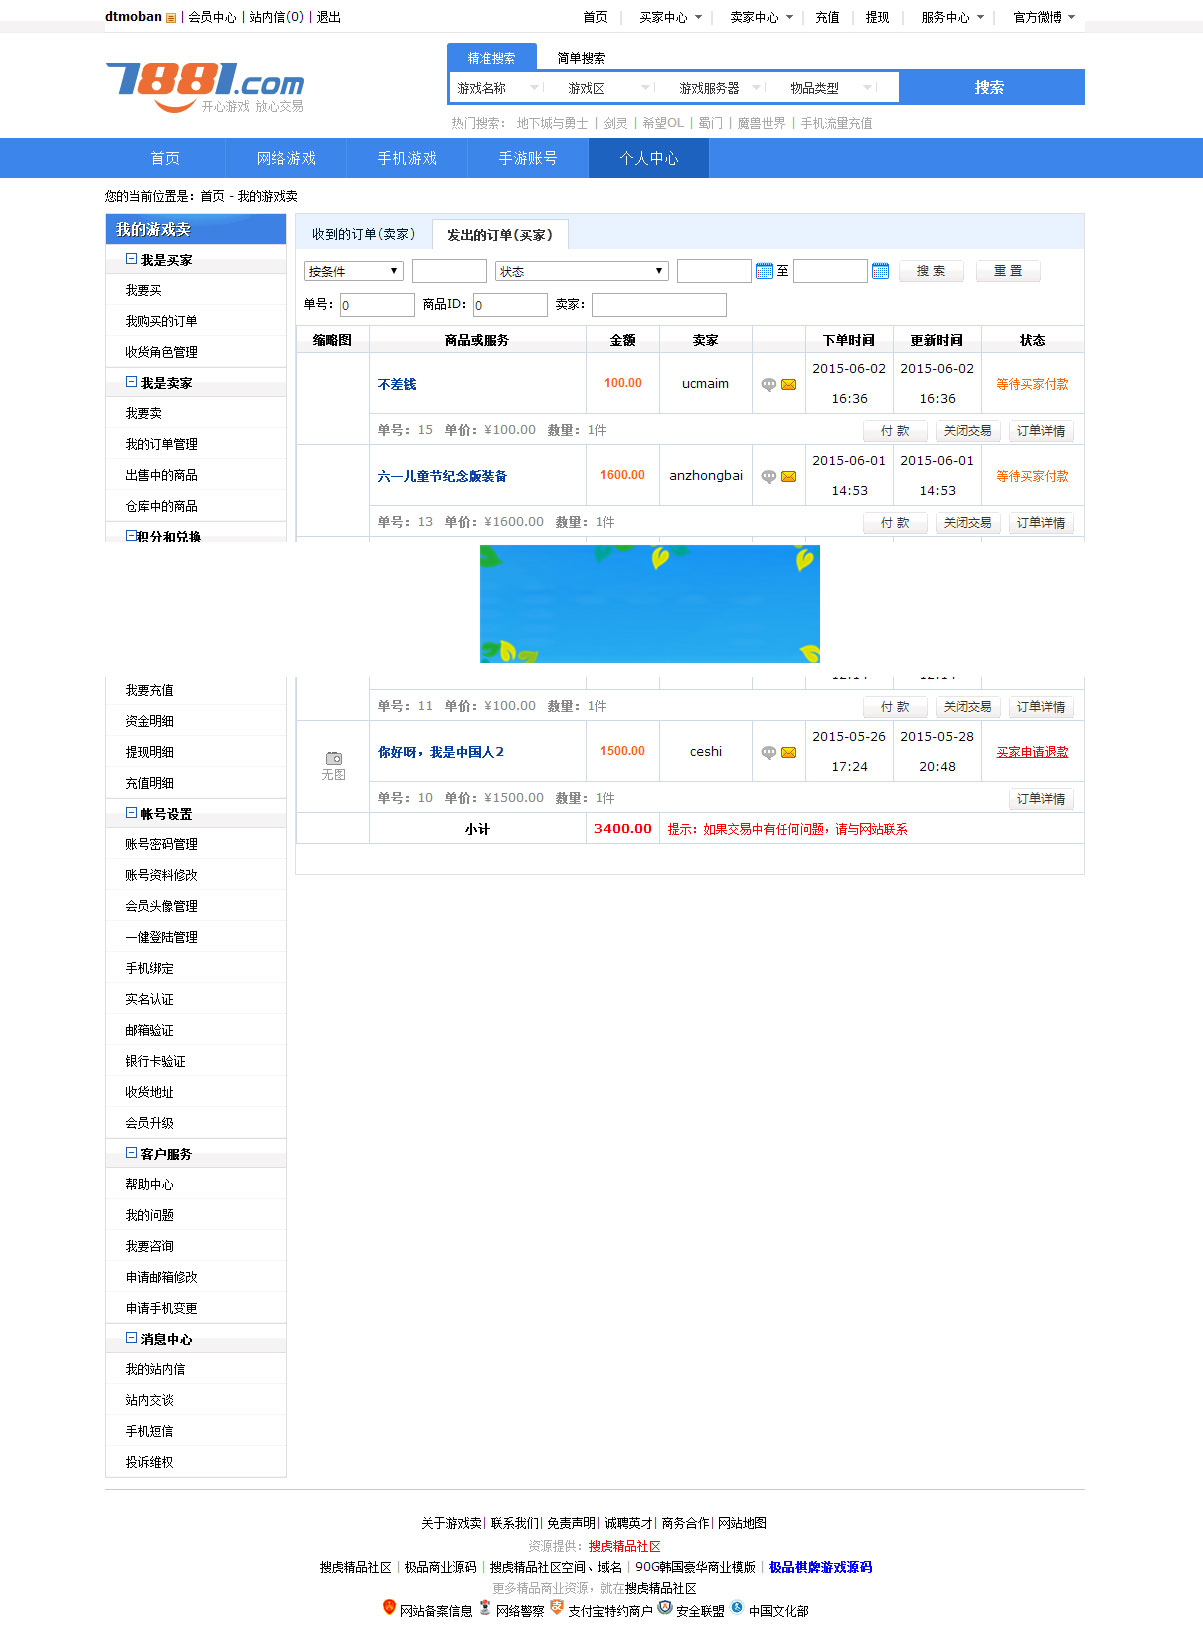 dtmoban | 会员中心 | 站内信(0) | 退出
首页 | 买家中心 | 卖家中心 | 充值 | 提现 | 服务中心 | 官方微博
精准搜索 简单搜索
7881.com
开心游戏 放心交易
游戏名称 游戏区 游戏服务器 物品类型 搜索
热门搜索： 地下城与勇士 | 剑灵 | 希望OL | 蜀门 | 魔兽世界 | 手机流量充值
首页 网络游戏 手机游戏 手游账号 个人中心
您的当前位置是：首页 - 我的游戏卖
我的游戏卖
我是买家
我要买
我购买的订单
收货角色管理
我是卖家
我要卖
我的订单管理
出售中的商品
仓库中的商品
积分和兑换
我要充值
资金明细
提现明细
充值明细
帐号设置
账号密码管理
账号资料修改
会员头像管理
一健登陆管理
手机绑定
实名认证
邮箱验证
银行卡验证
收货地址
会员升级
客户服务
帮助中心
我的问题
我要咨询
申请邮箱修改
申请手机变更
消息中心
我的站内信
站内交谈
手机短信
投诉维权
收到的订单(卖家) 发出的订单(买家)
按条件 状态 至 搜 索 重 置
单号： 0 商品ID： 0 卖家：
缩略图 商品或服务 金额 卖家 下单时间 更新时间 状态
不差钱 100.00 ucmaim 2015-06-02 16:36 2015-06-02 16:36 等待买家付款
单号：15 单价：¥100.00 数量：1件 付 款 关闭交易 订单详情
六一儿童节纪念版装备 1600.00 anzhongbai 2015-06-01 14:53 2015-06-01 14:53 等待买家付款
单号：13 单价：¥1600.00 数量：1件 付 款 关闭交易 订单详情
单号：11 单价：¥100.00 数量：1件 付 款 关闭交易 订单详情
无图 你好呀，我是中国人2 1500.00 ceshi 2015-05-26 17:24 2015-05-28 20:48 买家申请退款
单号：10 单价：¥1500.00 数量：1件 订单详情
小计 3400.00 提示：如果交易中有任何问题，请与网站联系
关于游戏卖| 联系我们| 免责声明| 诚聘英才| 商务合作| 网站地图
资源提供：搜虎精品社区
搜虎精品社区 | 极品商业源码 | 搜虎精品社区空间、域名 | 90G韩国豪华商业模版 | 极品棋牌游戏源码
更多精品商业资源，就在搜虎精品社区
网站备案信息 网络警察 支付宝特约商户 安全联盟 中国文化部